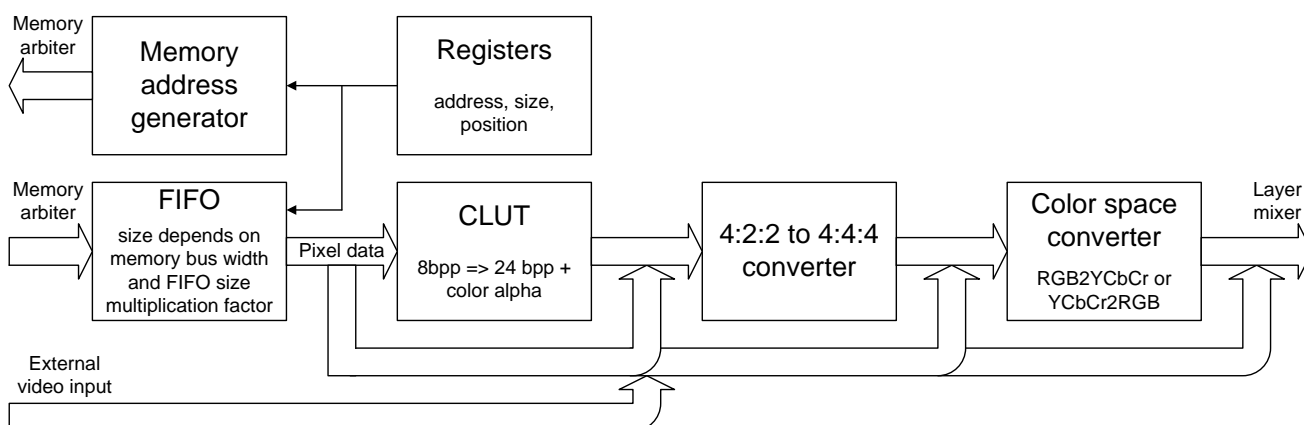 Memory
arbiter
Memory
address
generator
Registers
address, size,
position
Memory
arbiter
FIFO
size depends on
memory bus width
and FIFO size
multiplication factor
Pixel data
CLUT
8bpp => 24 bpp +
color alpha
4:2:2 to 4:4:4
converter
Color space
converter
RGB2YCbCr or
YCbCr2RGB
Layer
mixer
External
video input